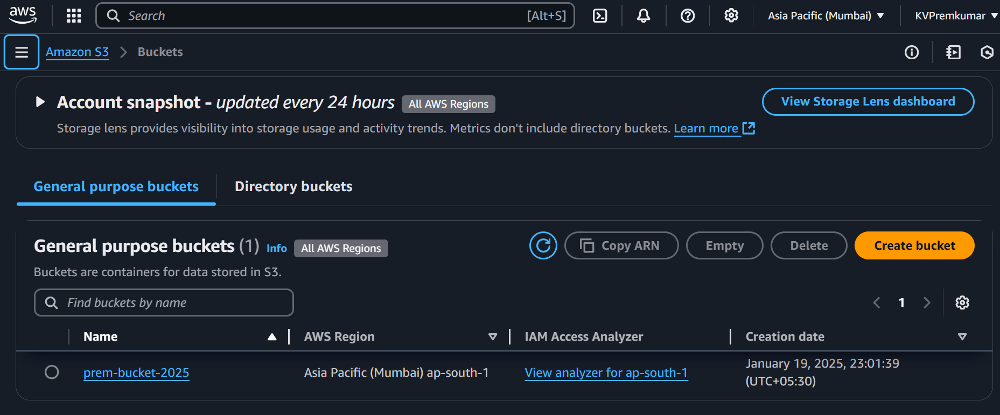 aws
Search [Alt+S]
Asia Pacific (Mumbai)
KVPremkumar
Amazon S3
Buckets
Account snapshot - updated every 24 hours All AWS Regions
View Storage Lens dashboard
Storage lens provides visibility into storage usage and activity trends. Metrics don't include directory buckets. Learn more
General purpose buckets
Directory buckets
General purpose buckets (1) Info All AWS Regions
Copy ARN
Empty
Delete
Create bucket
Buckets are containers for data stored in S3.
Find buckets by name
1
Name
AWS Region
IAM Access Analyzer
Creation date
prem-bucket-2025
Asia Pacific (Mumbai) ap-south-1
View analyzer for ap-south-1
January 19, 2025, 23:01:39
(UTC+05:30)